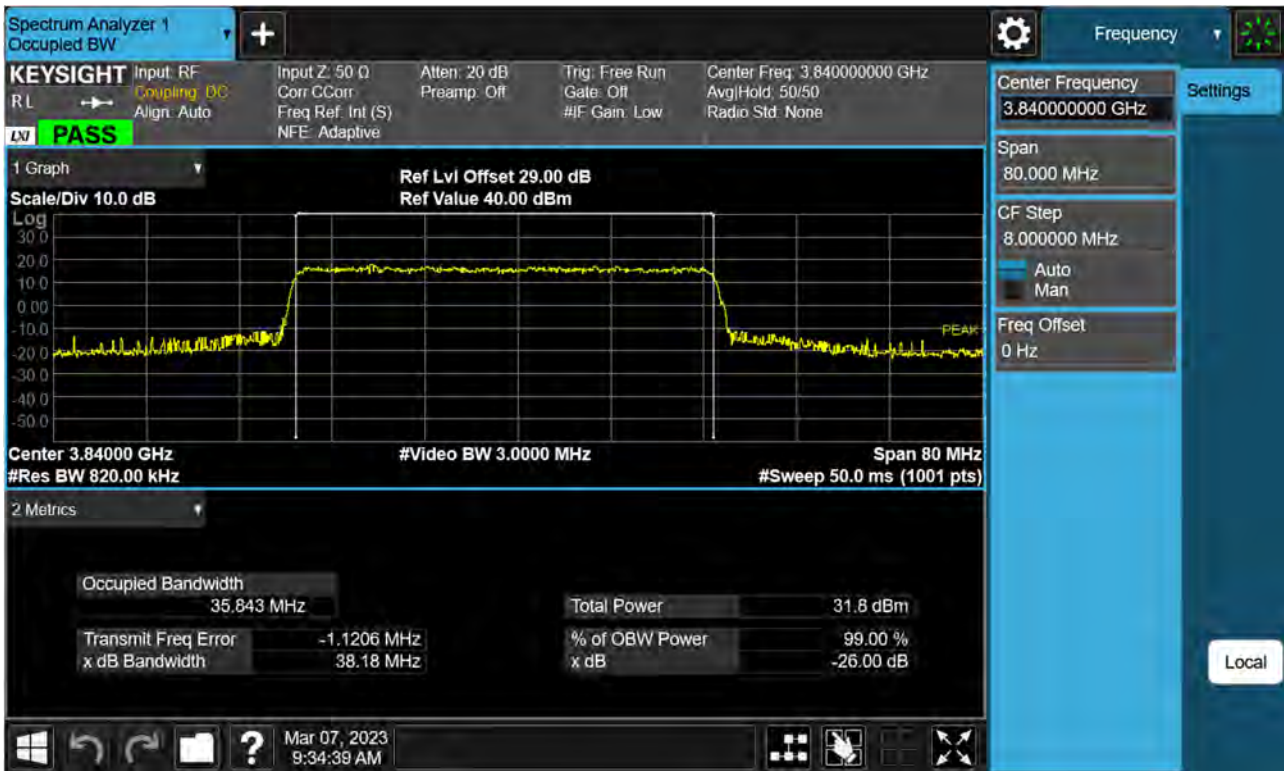 Spectrum Analyzer 1
Occupied BW
+
Frequency
KEYSIGHT
R L
LXI
PASS
Input: RF
Coupling: DC
Align: Auto
Input Z: 50 Ω
Corr CCorr
Freq Ref: Int (S)
NFE: Adaptive
Atten: 20 dB
Preamp: Off
Trig: Free Run
Gate: Off
#IF Gain: Low
Center Freq: 3.840000000 GHz
Avg|Hold: 50/50
Radio Std: None
Center Frequency
3.840000000 GHz
Settings
Span
80.000 MHz
CF Step
8.000000 MHz
Auto
Man
Freq Offset
0 Hz
1 Graph
Scale/Div 10.0 dB
Ref Lvl Offset 29.00 dB
Ref Value 40.00 dBm
Log
30.0
20.0
10.0
0.00
-10.0
-20.0
-30.0
-40.0
-50.0
PEAK
Center 3.84000 GHz
#Video BW 3.0000 MHz
Span 80 MHz
#Res BW 820.00 kHz
#Sweep 50.0 ms (1001 pts)
2 Metrics
Occupied Bandwidth
35.843 MHz
Total Power 31.8 dBm
Transmit Freq Error -1.1206 MHz
% of OBW Power 99.00 %
x dB Bandwidth 38.18 MHz
x dB -26.00 dB
Local
?
Mar 07, 2023
9:34:39 AM